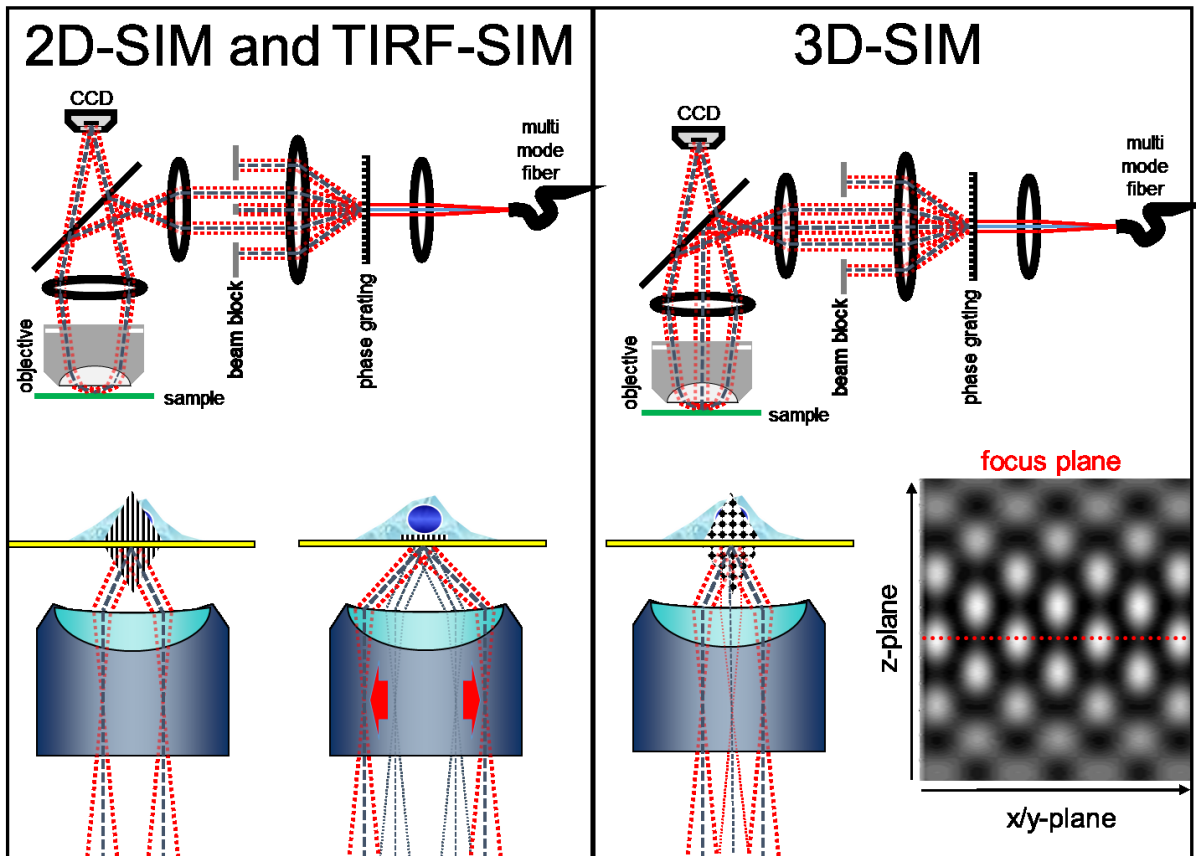 2D-SIM and TIRF-SIM
CCD
multi
mode
fiber
beam block
phase grating
objective
sample
3D-SIM
CCD
multi
mode
fiber
beam block
phase grating
objective
sample
focus plane
z-plane
x/y-plane